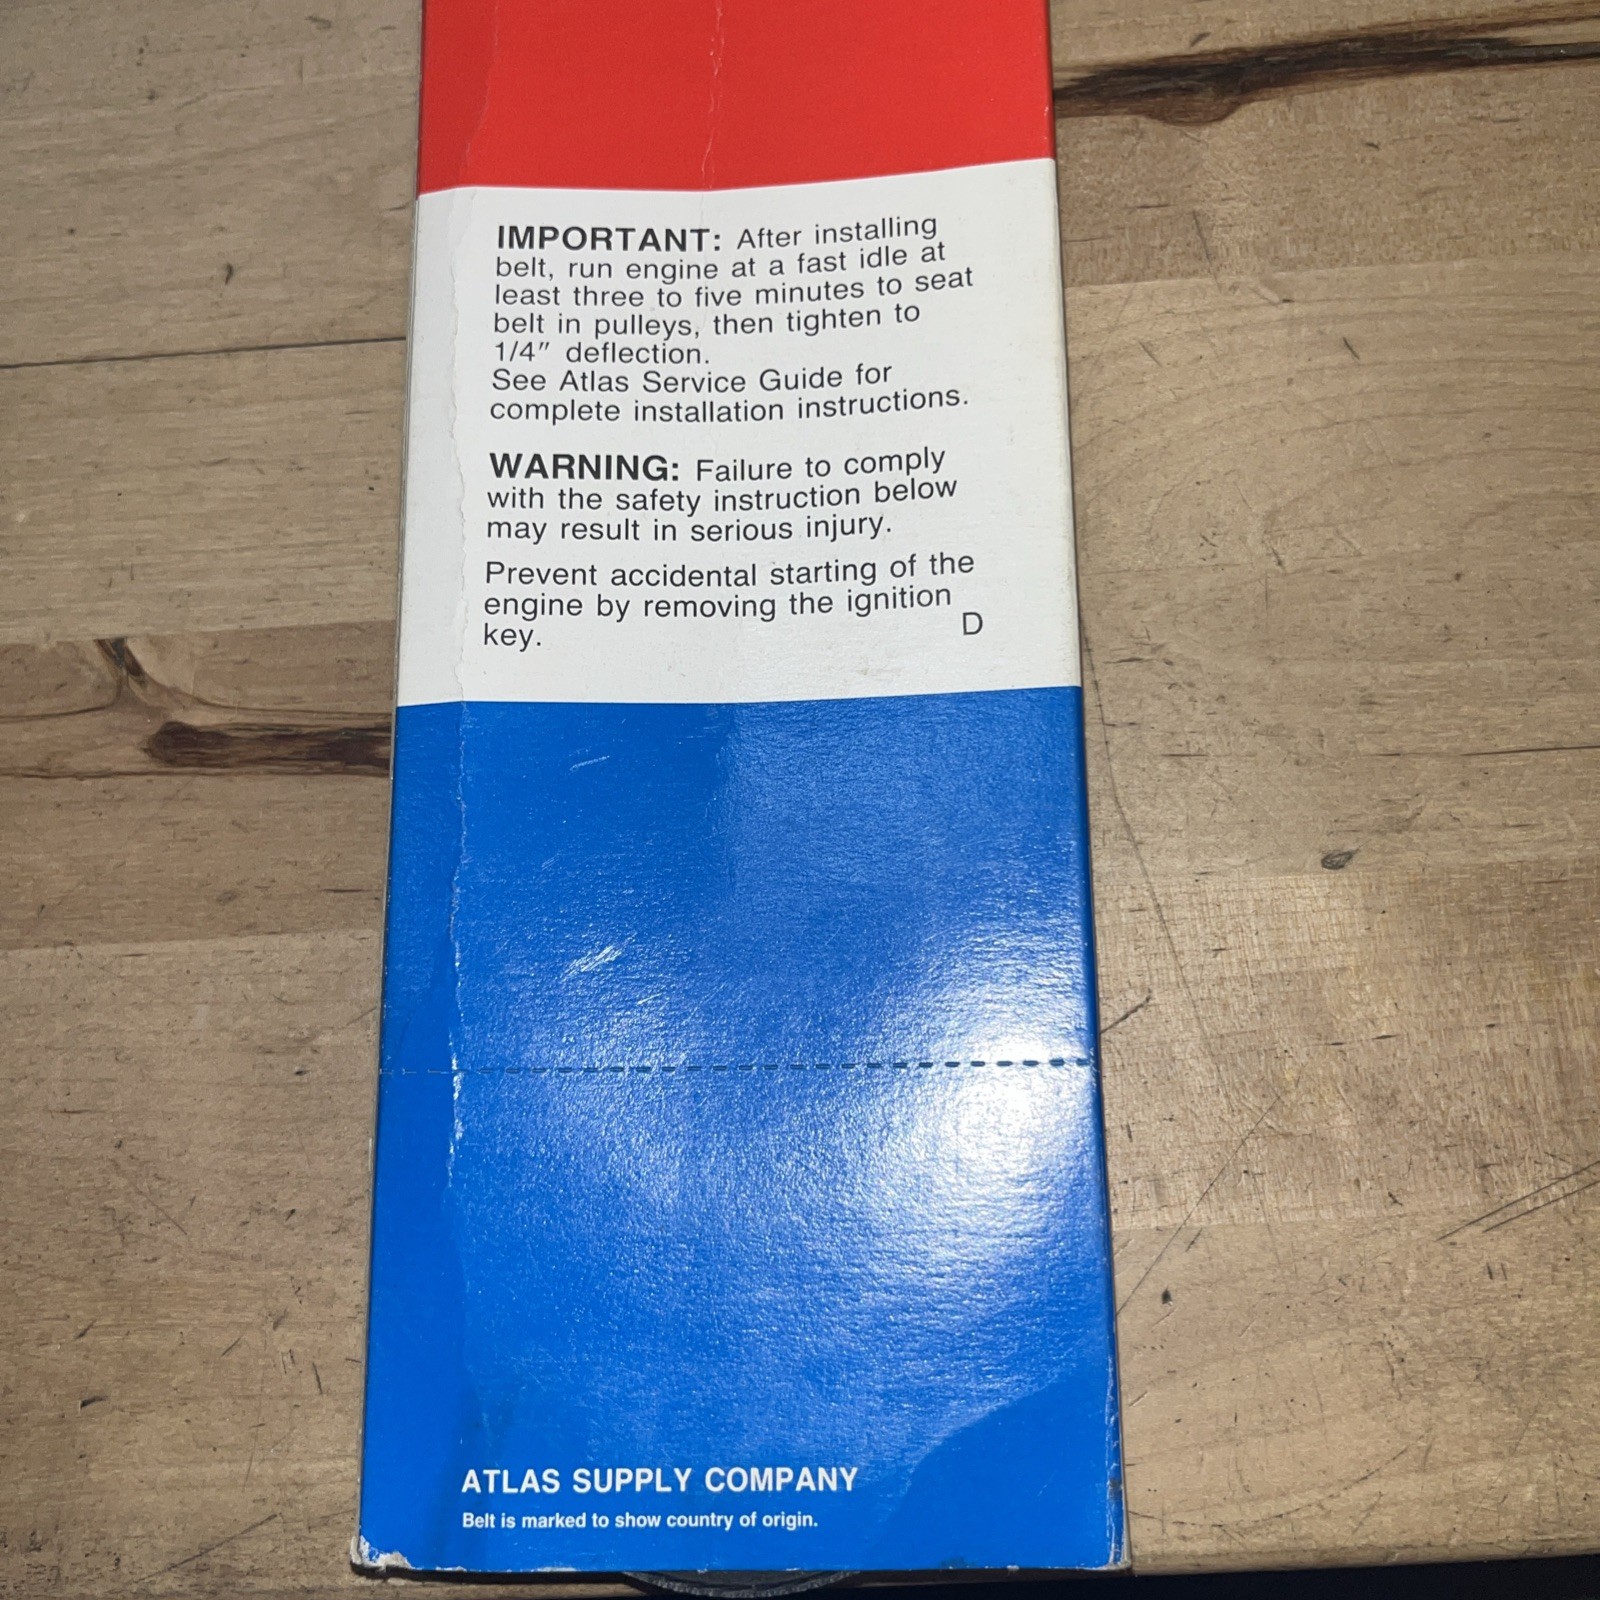 IMPORTANT: After installing
belt, run engine at a fast idle at
least three to five minutes to seat
belt in pulleys, then tighten to
1/4" deflection.
See Atlas Service Guide for
complete installation instructions.
WARNING: Failure to comply
with the safety instruction below
may result in serious injury.
Prevent accidental starting of the
engine by removing the ignition
key.
D
ATLAS SUPPLY COMPANY
Belt is marked to show country of origin.